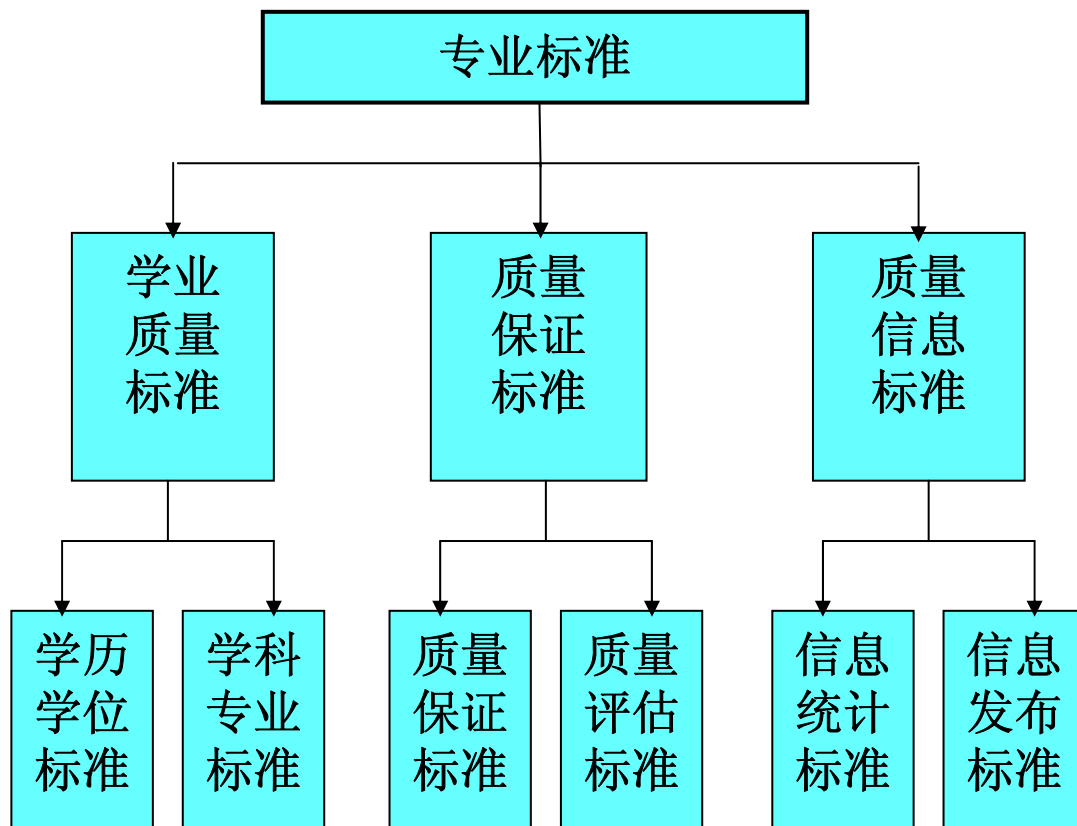 专业标准
学业
质量
标准
质量
保证
标准
质量
信息
标准
学历
学位
标准
学科
专业
标准
质量
保证
标准
质量
评估
标准
信息
统计
标准
信息
发布
标准